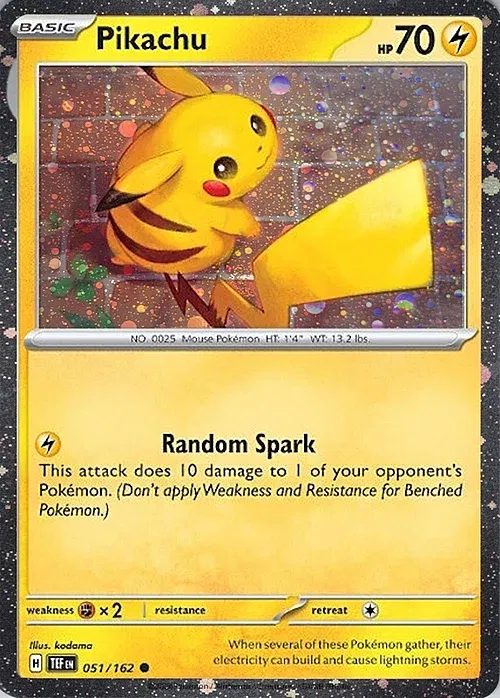 BASIC
Pikachu
HP 70
NO. 0025 Mouse Pokémon HT: 1'4" WT: 13.2 lbs.
Random Spark
This attack does 10 damage to 1 of your opponent's
Pokémon. (Don't apply Weakness and Resistance for Benched
Pokémon.)
weakness ×2 resistance retreat
Illus. kodama
H TEF EN 051/162
When several of these Pokémon gather, their
electricity can build and cause lightning storms.